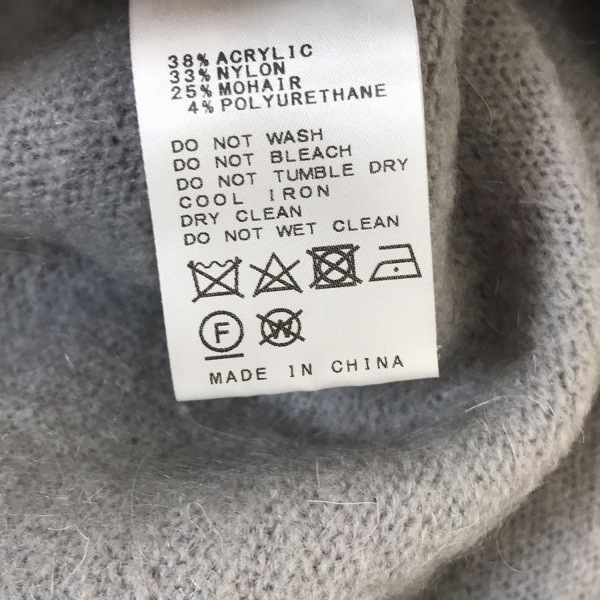 38% ACRYLIC
33% NYLON
25% MOHAIR
4% POLYURETHANE
DO NOT WASH
DO NOT BLEACH
DO NOT TUMBLE DRY
COOL IRON
DRY CLEAN
DO NOT WET CLEAN
F W
MADE IN CHINA